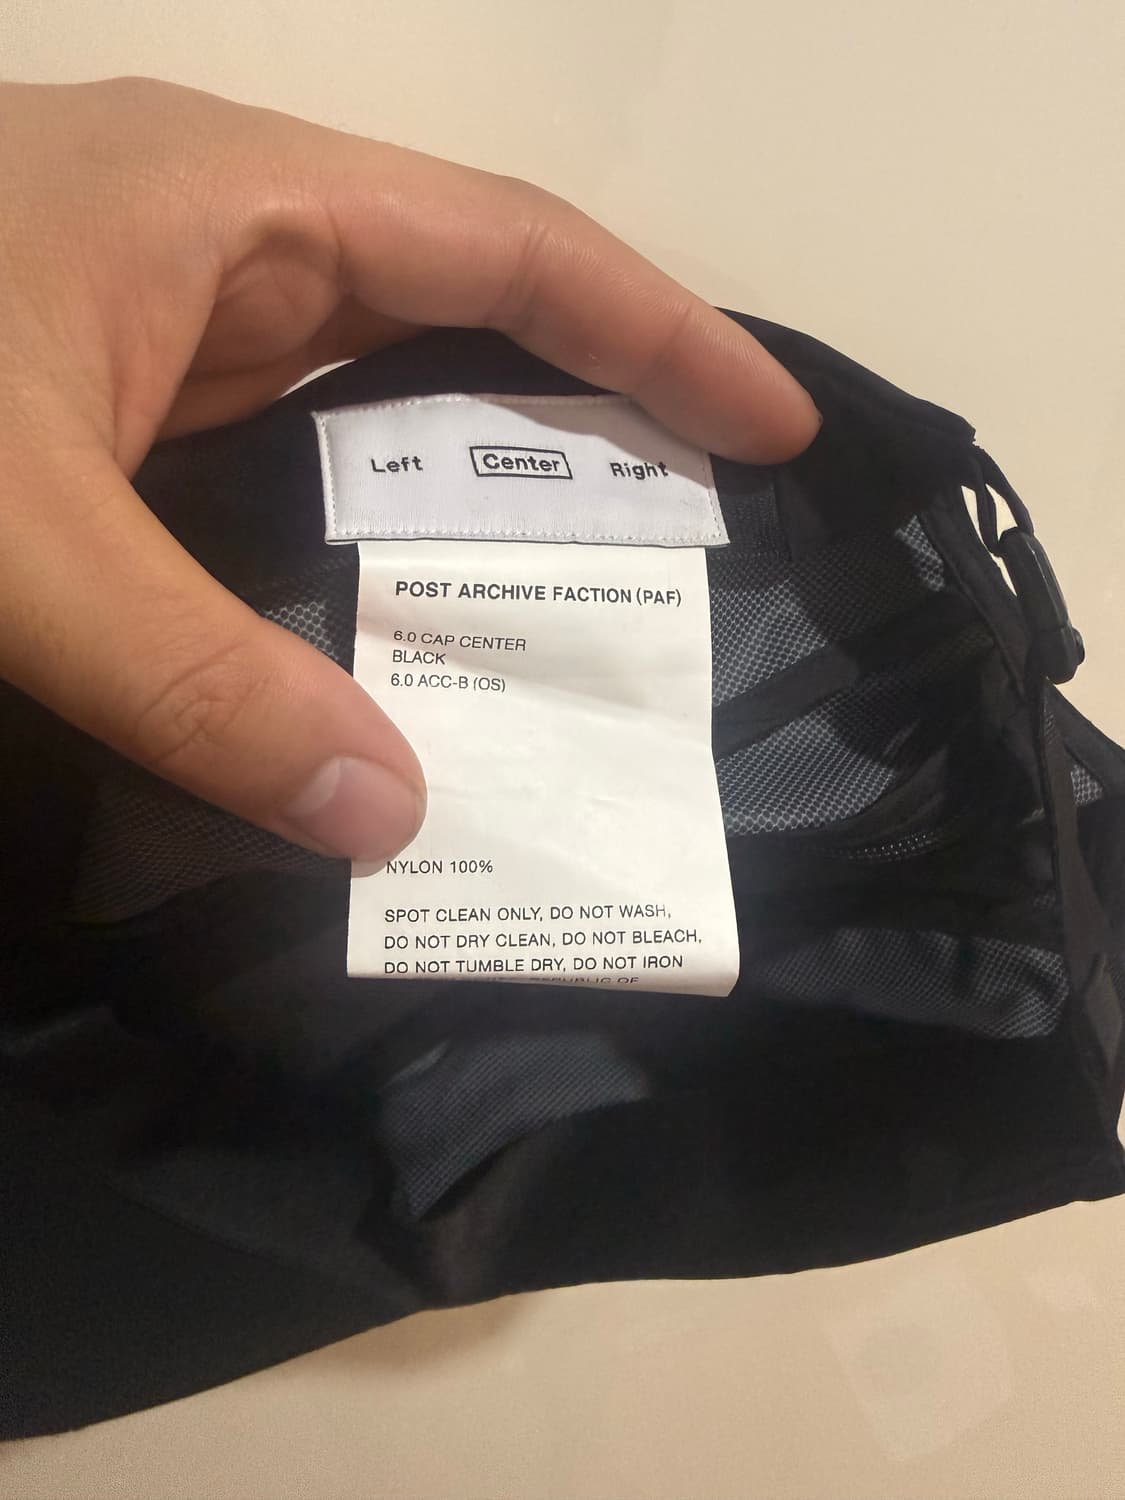 Left Center Right
POST ARCHIVE FACTION (PAF)
6.0 CAP CENTER
BLACK
6.0 ACC-B (OS)
NYLON 100%
SPOT CLEAN ONLY, DO NOT WASH,
DO NOT DRY CLEAN, DO NOT BLEACH,
DO NOT TUMBLE DRY, DO NOT IRON
REPUBLIC OF